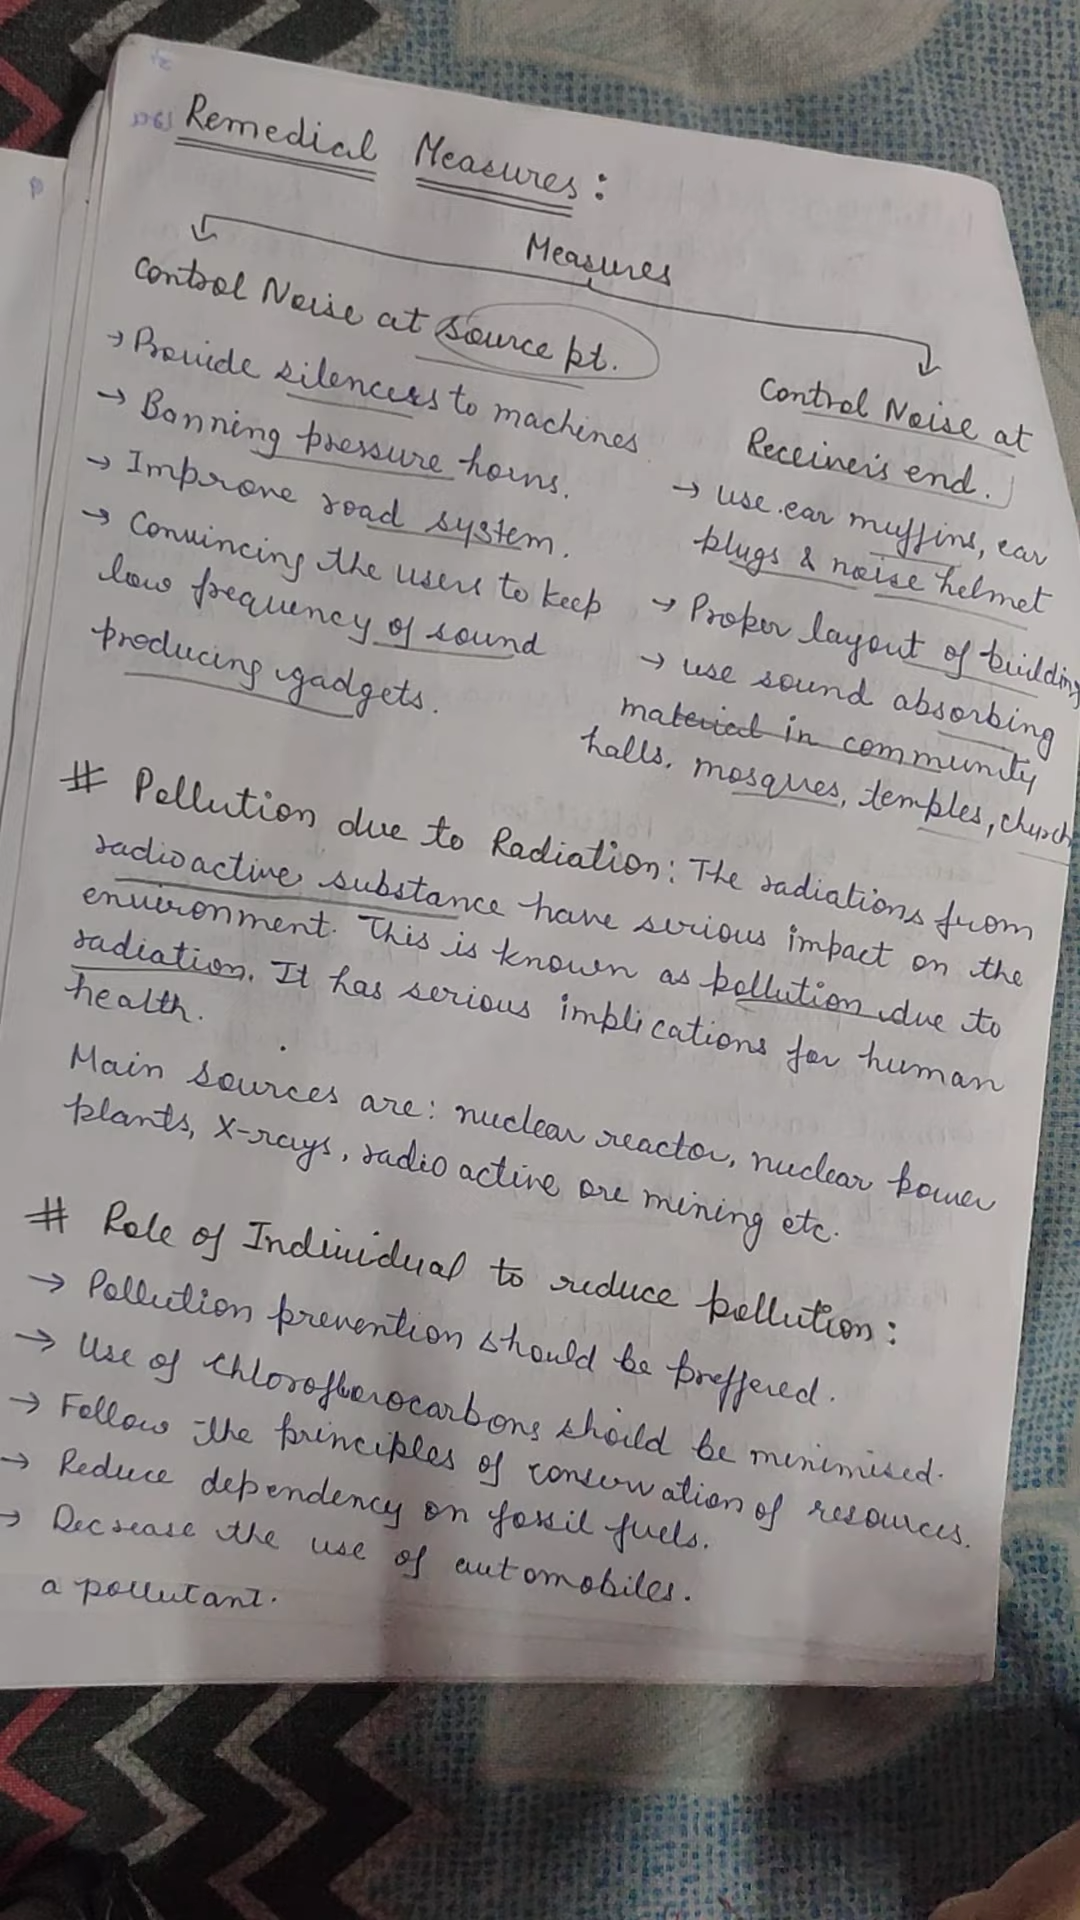 Remedial Measures:
Measures
Control Noise at source pt.
→ Provide silencers to machines
→ Banning pressure horns.
→ Improve road system.
→ Convincing the users to keep
low frequency of sound
producing gadgets.
Control Noise at
Receiver's end.
→ use ear muffins, ear
plugs & noise helmet
→ Proper layout of building
→ use sound absorbing
material in community
halls, mosques, temples, church
# Pollution due to Radiation: The radiations from
radioactive substance have serious impact on the
environment. This is known as pollution due to
radiation. It has serious implications for human
health.
Main sources are: nuclear reactor, nuclear power
plants, X-rays, radio active ore mining etc.
# Role of Individual to reduce pollution:
→ Pollution prevention should be preffered.
→ Use of Chloroflorocarbons should be minimised.
→ Follow the principles of conservation of resources.
→ Reduce dependency on fossil fuels.
→ Decrease the use of automobiles.
a pollutant.